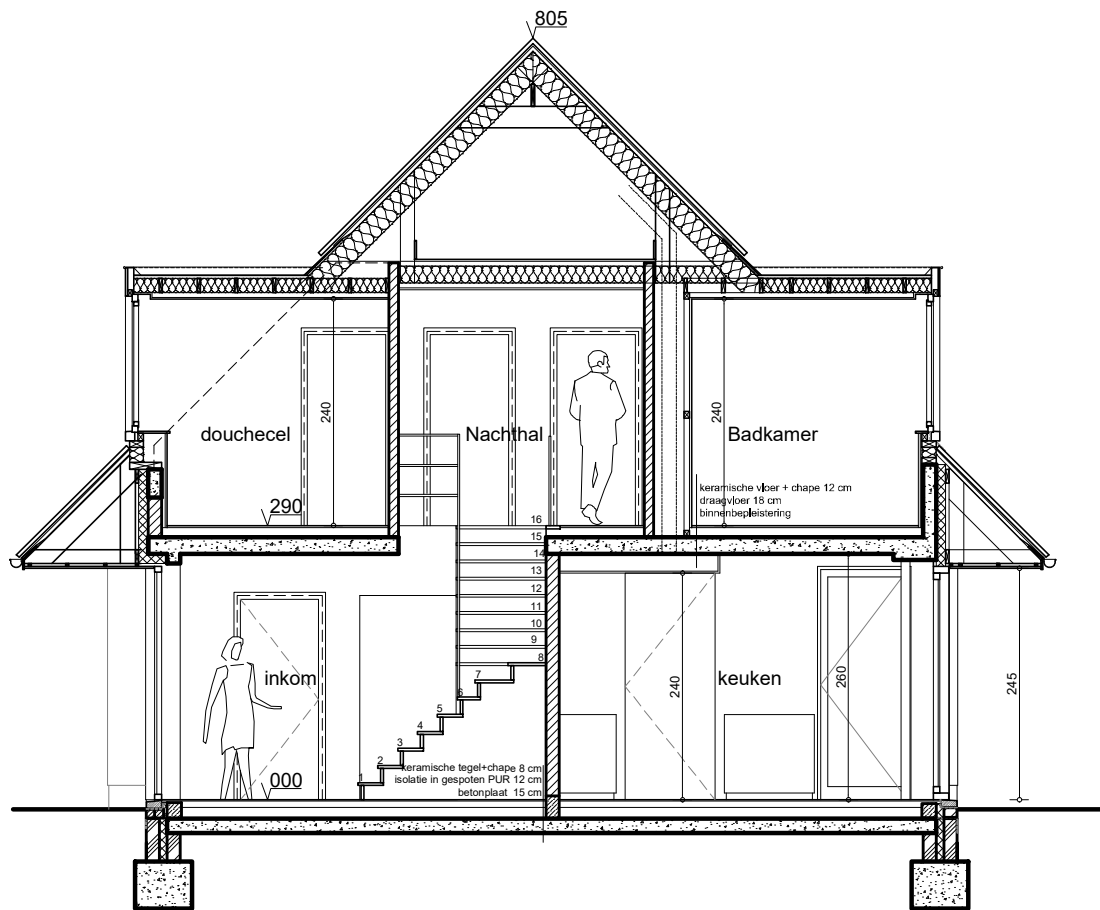 805
240
240
douchecel
Nachthal
Badkamer
keramische vloer + chape 12 cm
draagvloer 18 cm
binnenbepleistering
290
16
15
14
13
12
11
10
9
8
7
6
5
4
3
2
1
inkom
keuken
240
260
245
000
keramische tegel+chape 8 cm
isolatie in gespoten PUR 12 cm
betonplaat 15 cm